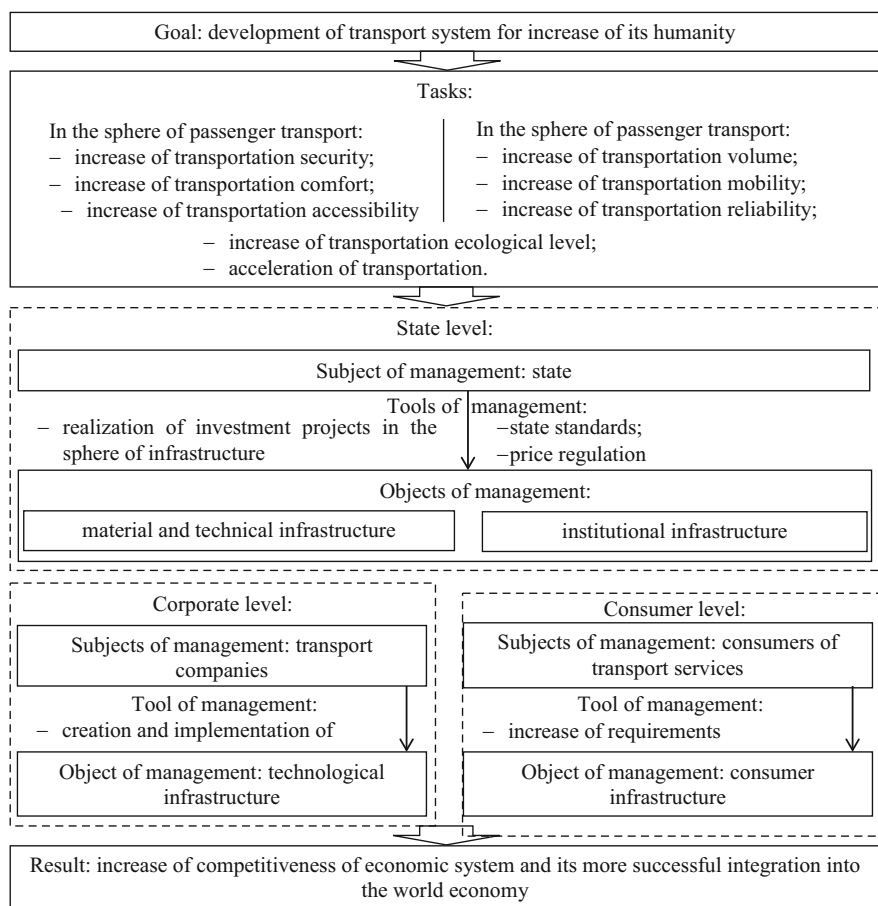 Goal: development of transport system for increase of its humanity
Tasks:
In the sphere of passenger transport:
– increase of transportation security;
– increase of transportation comfort;
– increase of transportation accessibility
In the sphere of passenger transport:
– increase of transportation volume;
– increase of transportation mobility;
– increase of transportation reliability;
– increase of transportation ecological level;
– acceleration of transportation.
State level:
Subject of management: state
Tools of management:
– realization of investment projects in the
sphere of infrastructure
–state standards;
–price regulation
Objects of management:
material and technical infrastructure
institutional infrastructure
Corporate level:
Subjects of management: transport
companies
Tool of management:
– creation and implementation of
Object of management: technological
infrastructure
Consumer level:
Subjects of management: consumers of
transport services
Tool of management:
– increase of requirements
Object of management: consumer
infrastructure
Result: increase of competitiveness of economic system and its more successful integration into
the world economy